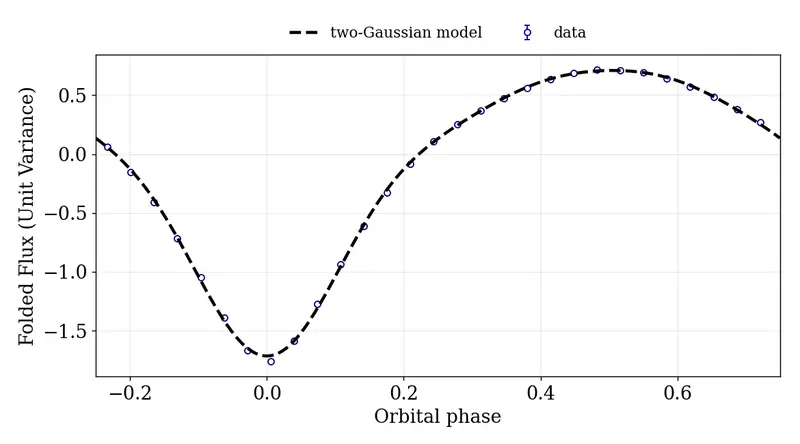 two-Gaussian model
data
Folded Flux (Unit Variance)
0.5
0.0
−0.5
−1.0
−1.5
−0.2
0.0
0.2
0.4
0.6
Orbital phase